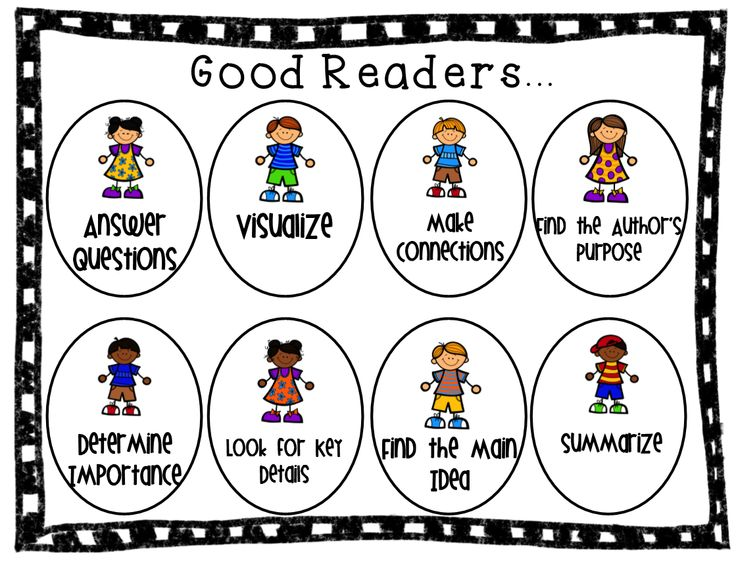 Good Readers...
Answer
Questions
Visualize
Make
Connections
Find the Author's
Purpose
Determine
Importance
Look for Key
Details
Find the Main
Idea
Summarize